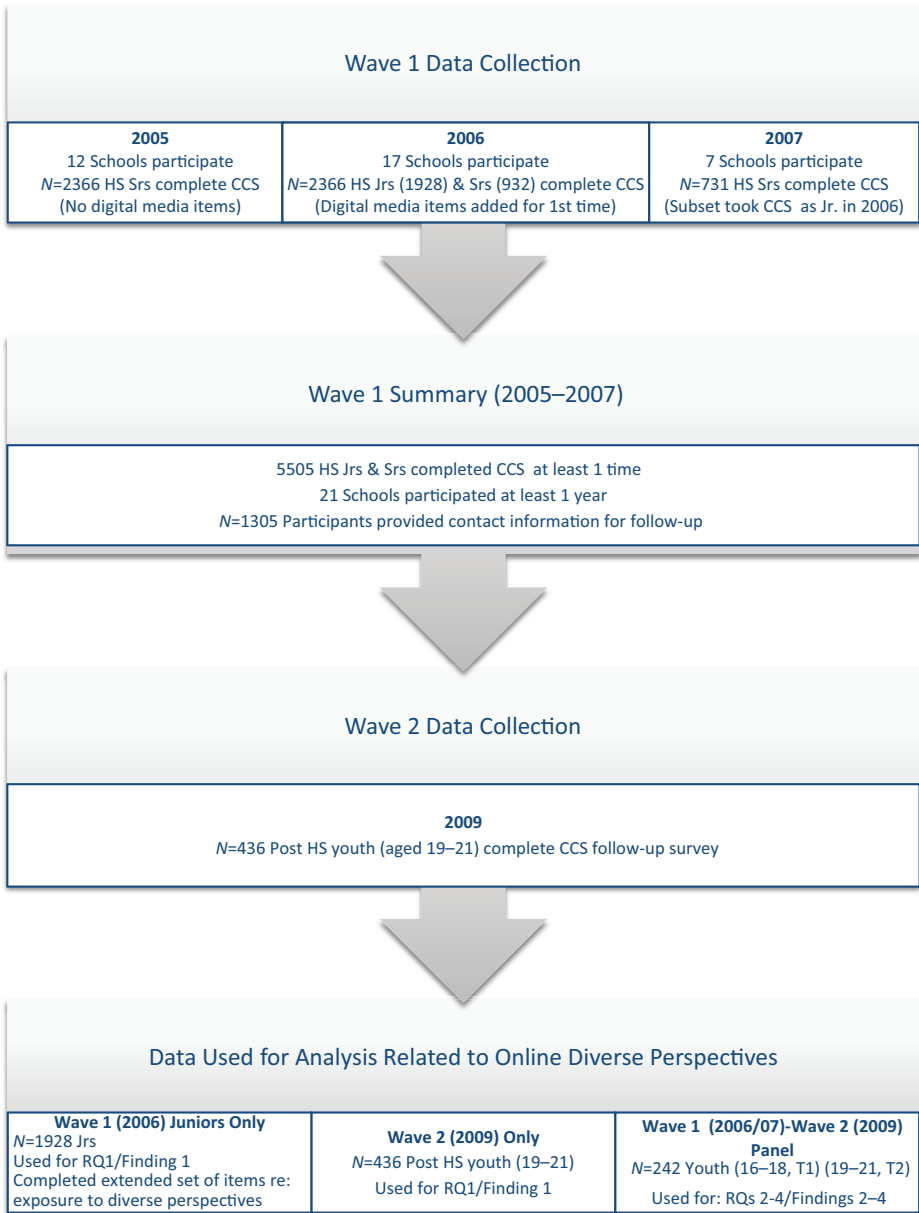 Wave 1 Data Collection
2005
12 Schools participate
N=2366 HS Srs complete CCS
(No digital media items)
2006
17 Schools participate
N=2366 HS Jrs (1928) & Srs (932) complete CCS
(Digital media items added for 1st time)
2007
7 Schools participate
N=731 HS Srs complete CCS
(Subset took CCS as Jr. in 2006)
Wave 1 Summary (2005–2007)
5505 HS Jrs & Srs completed CCS at least 1 time
21 Schools participated at least 1 year
N=1305 Participants provided contact information for follow-up
Wave 2 Data Collection
2009
N=436 Post HS youth (aged 19–21) complete CCS follow-up survey
Data Used for Analysis Related to Online Diverse Perspectives
Wave 1 (2006) Juniors Only
N=1928 Jrs
Used for RQ1/Finding 1
Completed extended set of items re:
exposure to diverse perspectives
Wave 2 (2009) Only
N=436 Post HS youth (19–21)
Used for RQ1/Finding 1
Wave 1 (2006/07)-Wave 2 (2009)
Panel
N=242 Youth (16–18, T1) (19–21, T2)
Used for: RQs 2-4/Findings 2–4